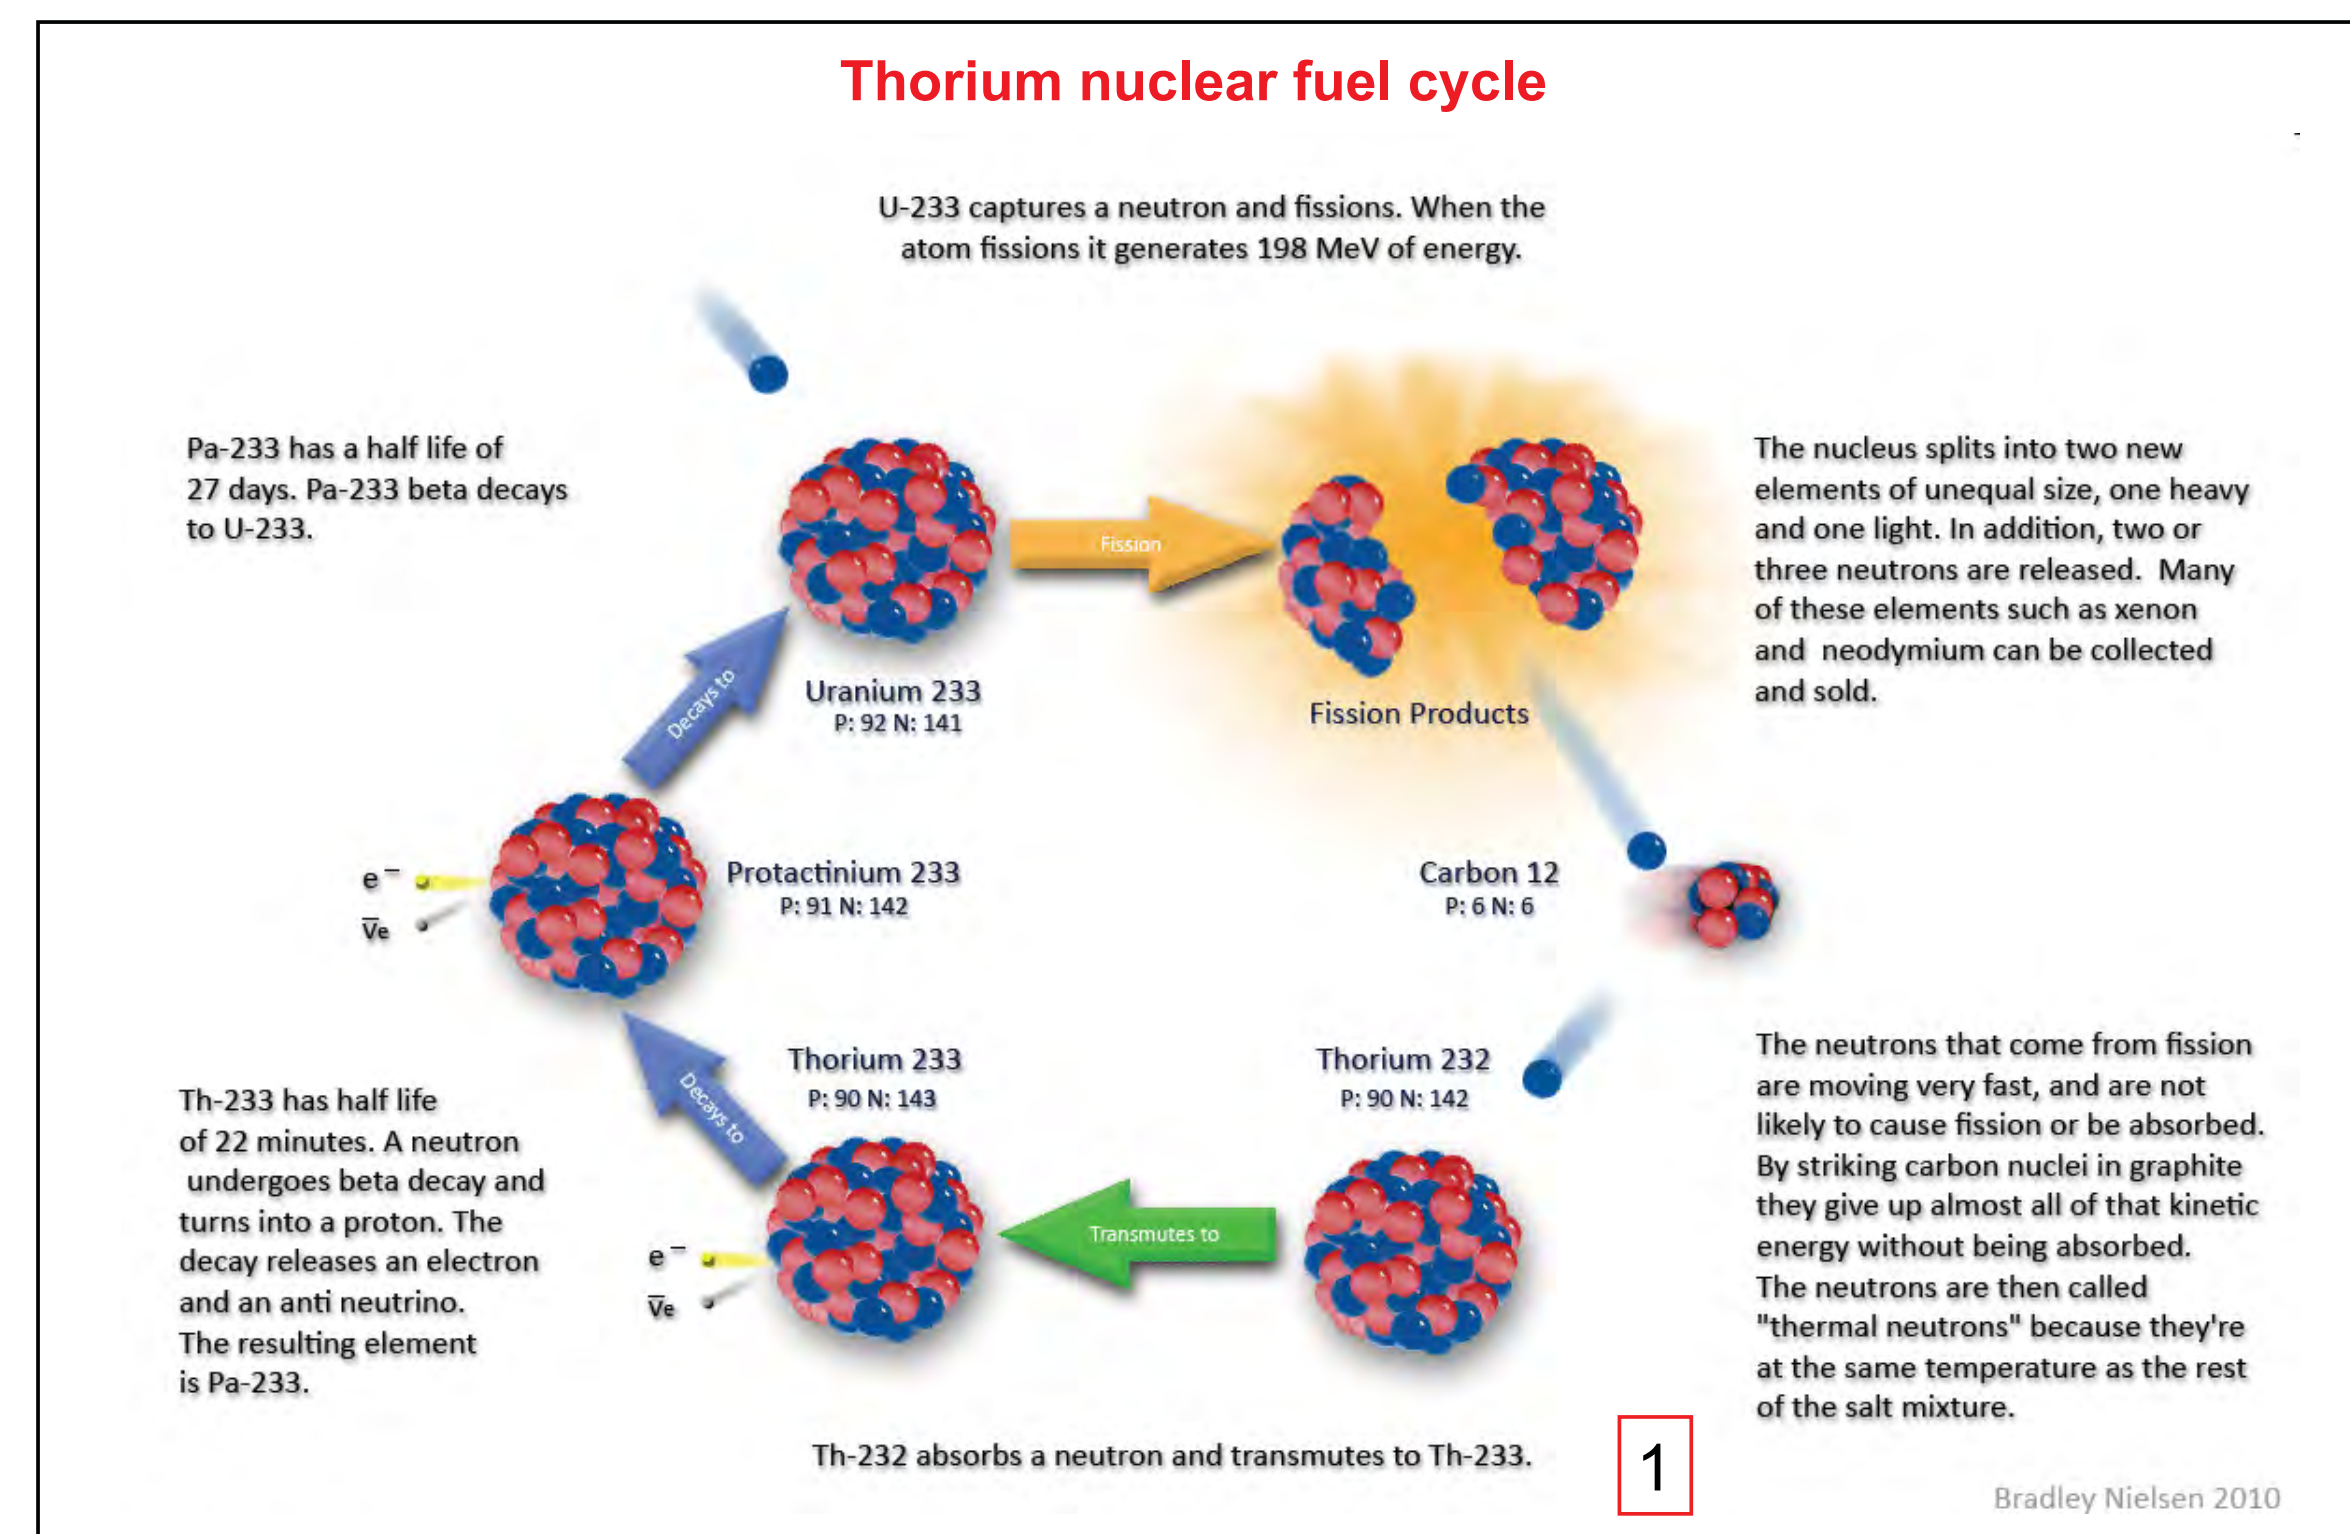 Thorium nuclear fuel cycle
U-233 captures a neutron and fissions. When the
atom fissions it generates 198 MeV of energy.
Pa-233 has a half life of
27 days. Pa-233 beta decays
to U-233.
The nucleus splits into two new
elements of unequal size, one heavy
and one light. In addition, two or
three neutrons are released. Many
of these elements such as xenon
and neodymium can be collected
and sold.
Fission
Decays to
Uranium 233
P: 92 N: 141
Fission Products
Protactinium 233
P: 91 N: 142
e⁻
v̅e
Carbon 12
P: 6 N: 6
Thorium 233
P: 90 N: 143
Thorium 232
P: 90 N: 142
Decays to
Th-233 has half life
of 22 minutes. A neutron
undergoes beta decay and
turns into a proton. The
decay releases an electron
and an anti neutrino.
The resulting element
is Pa-233.
e⁻
v̅e
Transmutes to
The neutrons that come from fission
are moving very fast, and are not
likely to cause fission or be absorbed.
By striking carbon nuclei in graphite
they give up almost all of that kinetic
energy without being absorbed.
The neutrons are then called
"thermal neutrons" because they're
at the same temperature as the rest
of the salt mixture.
Th-232 absorbs a neutron and transmutes to Th-233.
1
Bradley Nielsen 2010